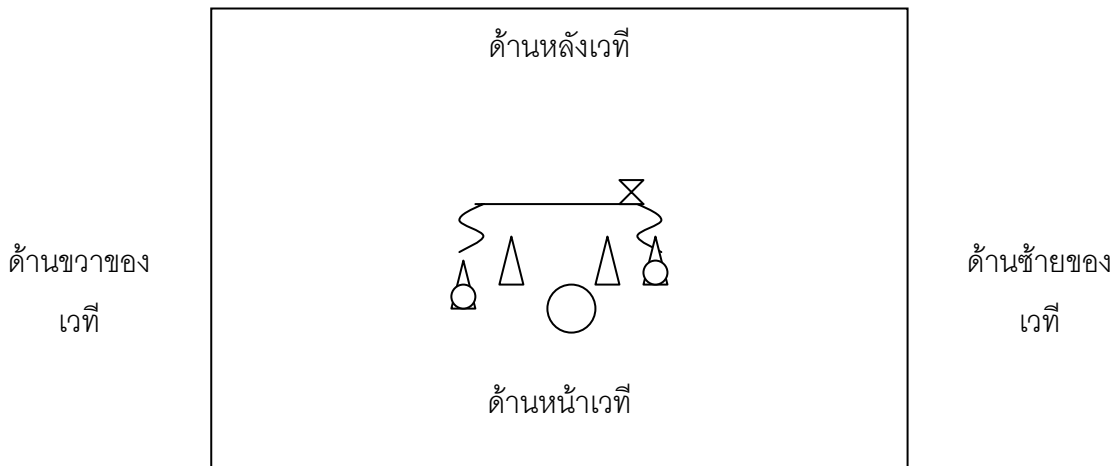 ด้านหลังเวที
ด้านขวาของ
เวที
ด้านซ้ายของ
เวที
ด้านหน้าเวที